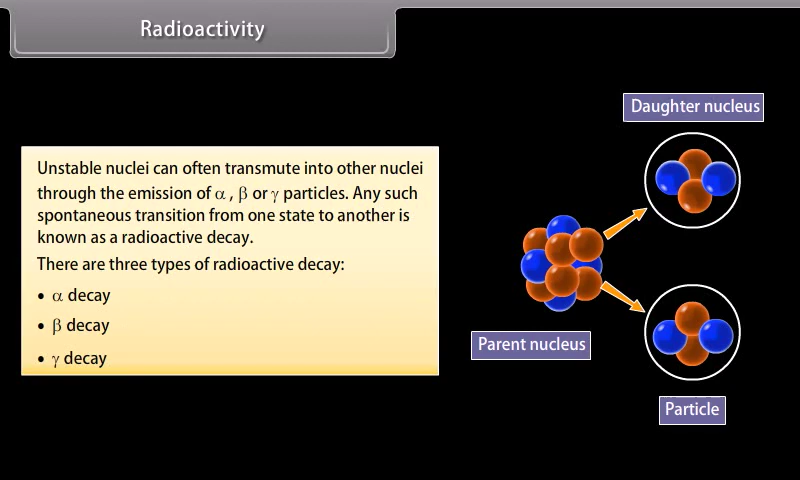 Radioactivity
Unstable nuclei can often transmute into other nuclei
through the emission of α , β or γ particles. Any such
spontaneous transition from one state to another is
known as a radioactive decay.
There are three types of radioactive decay:
• α decay
• β decay
• γ decay
Daughter nucleus
Parent nucleus
Particle